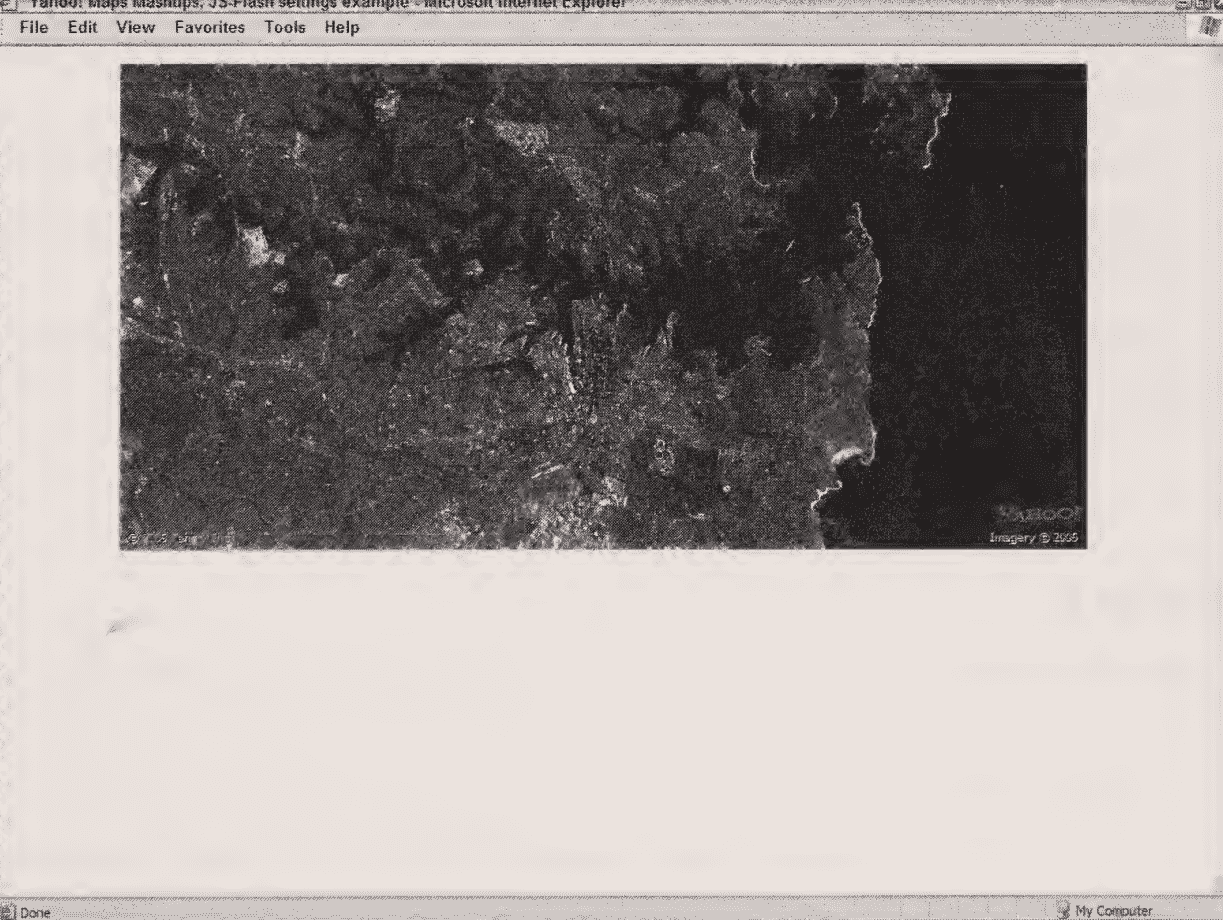 Yahoo! Maps Mashups, JS-Flash settings example - Microsoft Internet Explorer
File Edit View Favorites Tools Help
YAHOO!
Imagery © 2005
Done
My Computer